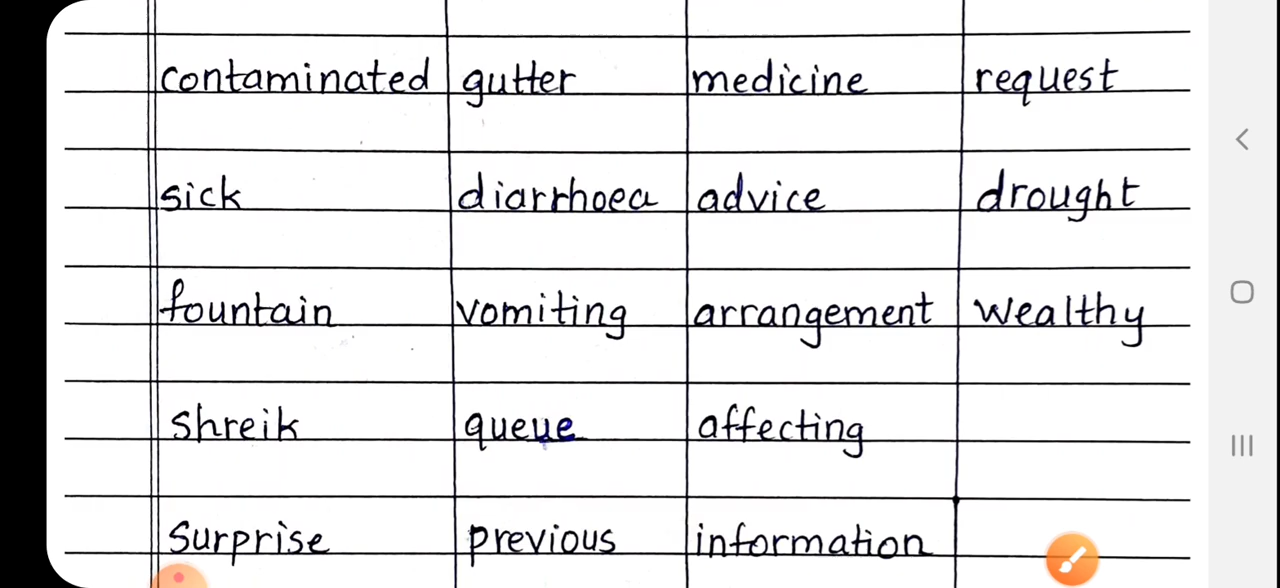 contaminated gutter medicine request
sick diarrhoea advice drought
fountain vomiting arrangement wealthy
shreik queue affecting
surprise previous information